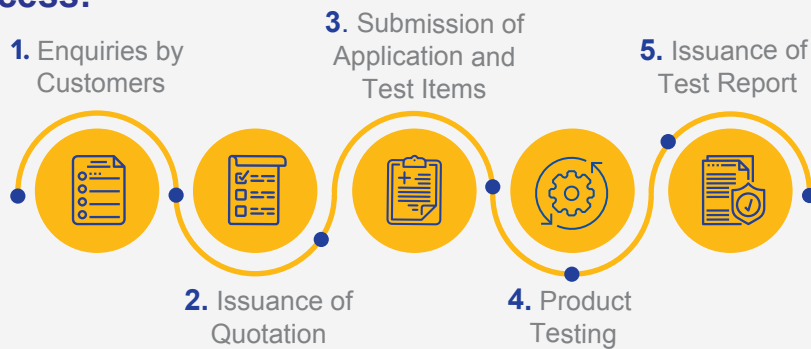 1. Enquiries by
Customers
2. Issuance of
Quotation
3. Submission of
Application and
Test Items
4. Product
Testing
5. Issuance of
Test Report